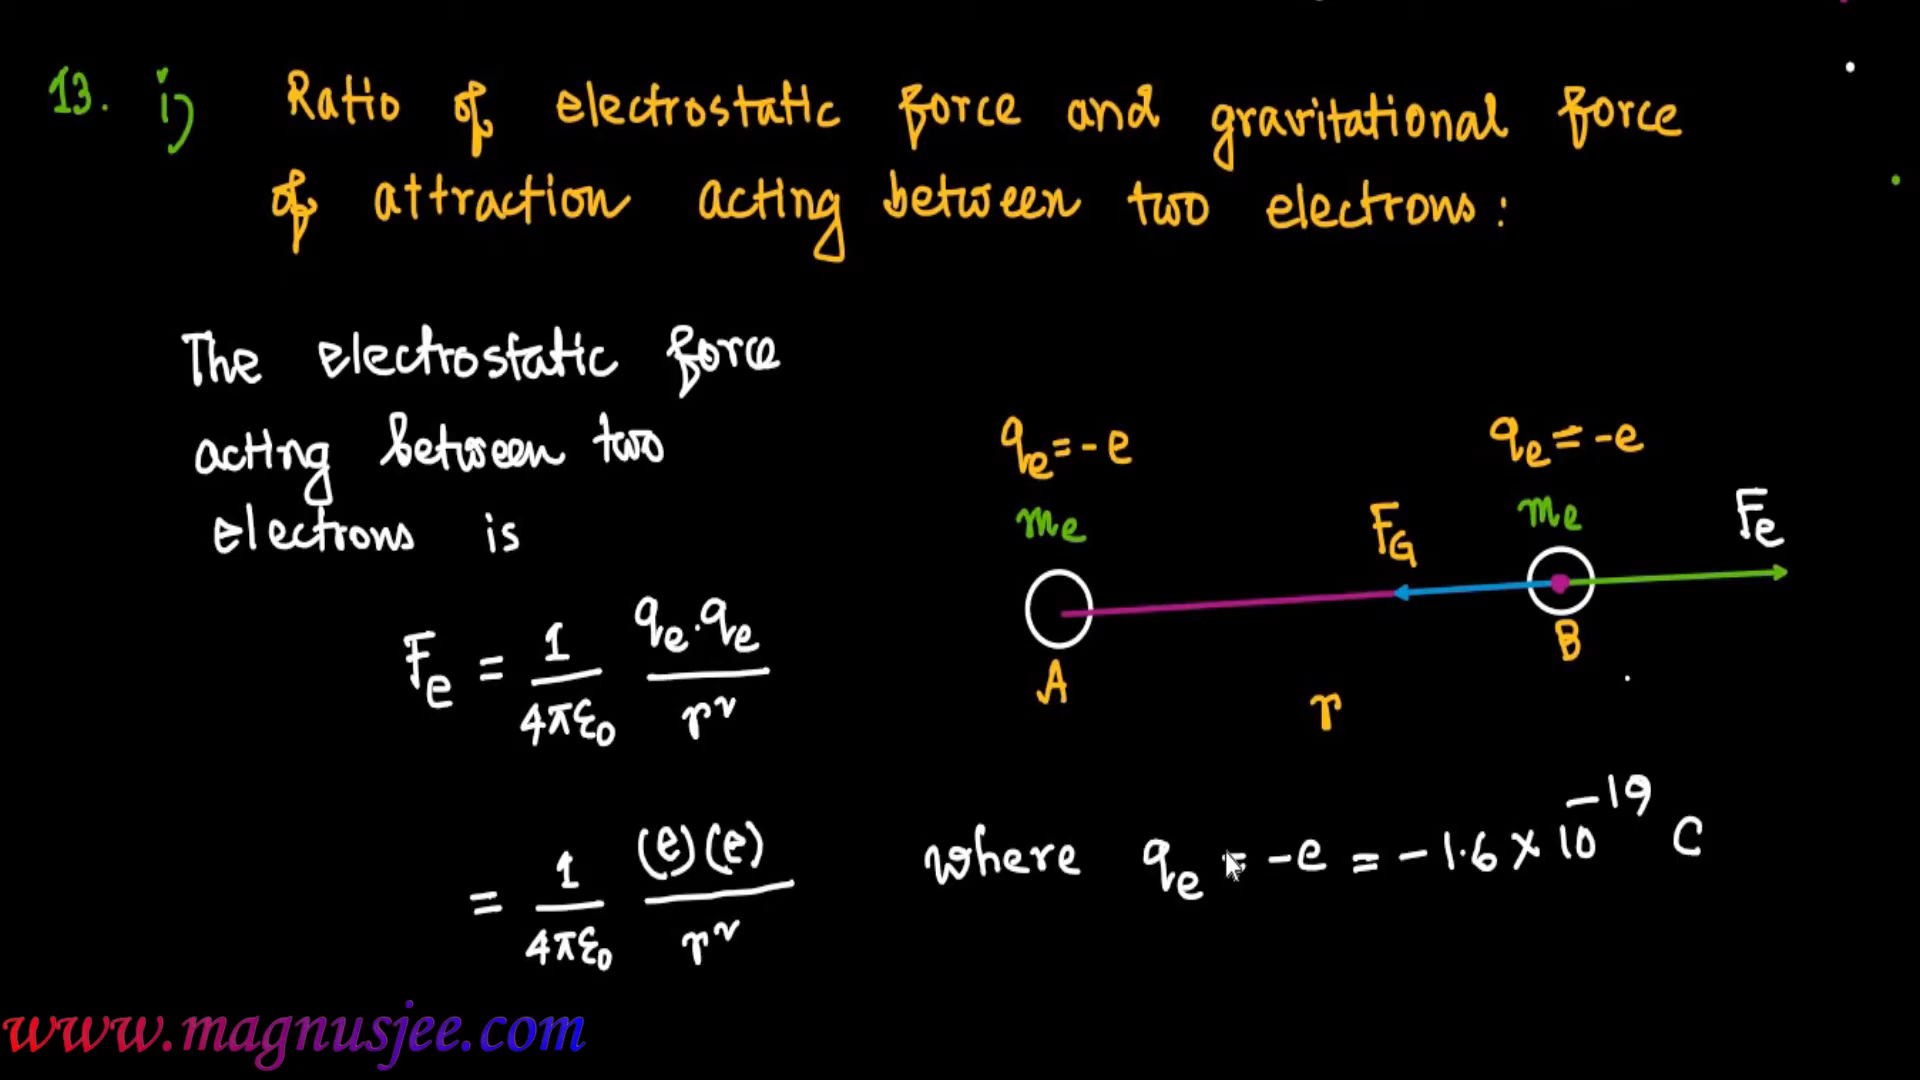 13. i) Ratio of electrostatic force and gravitational force
of attraction acting between two electrons:
The electrostatic force
acting between two
electrons is
qe = -e
qe = -e
me
me
FG
Fe
A
B
r
Fe = 1/4πε0 qe.qe/r²
= 1/4πε0 (e)(e)/r²
where qe = -e = -1.6 × 10^-19 C
www.magnusjee.com